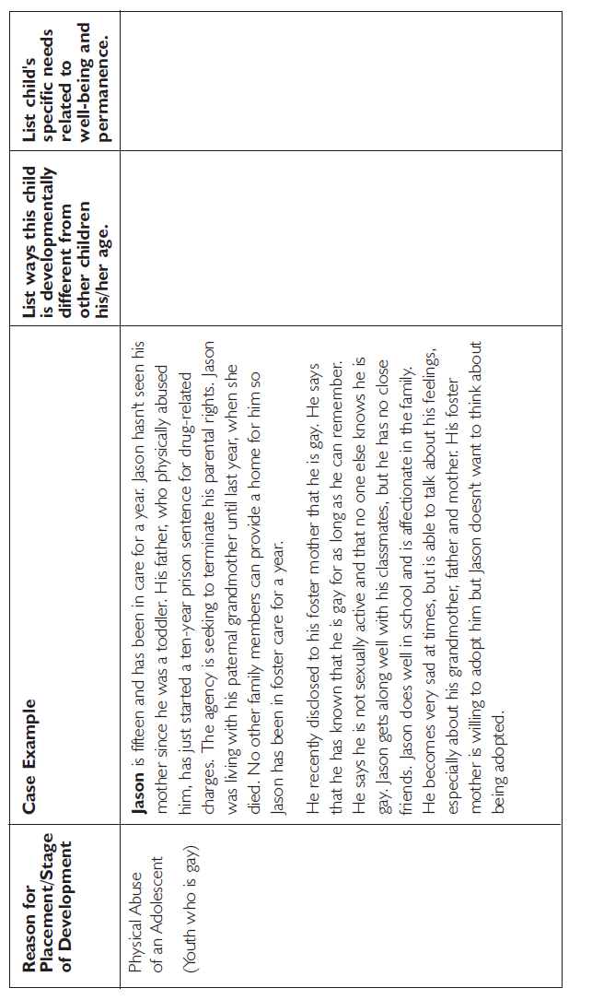 Reason for
Placement/Stage
of Development
Case Example
List ways this child
is developmentally
different from
other children
his/her age.
List child's
specific needs
related to
well-being and
permanence.
Physical Abuse
of an Adolescent
(Youth who is gay)
Jason is fifteen and has been in care for a year. Jason hasn't seen his
mother since he was a toddler. His father, who physically abused
him, has just started a ten-year prison sentence for drug-related
charges. The agency is seeking to terminate his parental rights. Jason
was living with his paternal grandmother until last year, when she
died. No other family members can provide a home for him so
Jason has been in foster care for a year.
He recently disclosed to his foster mother that he is gay. He says
that he has known that he is gay for as long as he can remember.
He says he is not sexually active and that no one else knows he is
gay. Jason gets along well with his classmates, but he has no close
friends. Jason does well in school and is affectionate in the family.
He becomes very sad at times, but is able to talk about his feelings,
especially about his grandmother, father and mother. His foster
mother is willing to adopt him but Jason doesn't want to think about
being adopted.